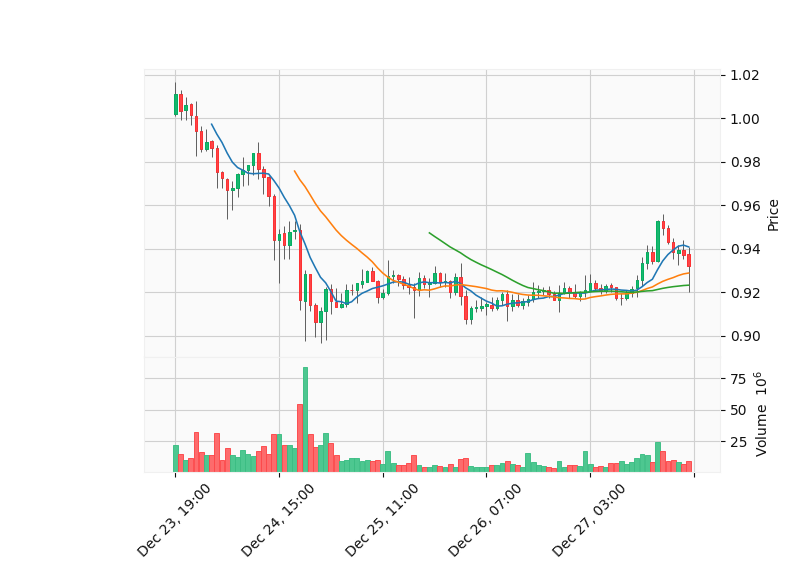 1.02
1.00
0.98
0.96
0.94
0.92
0.90
Price
75
50
25
Volume 10^6
Dec 23, 19:00
Dec 24, 15:00
Dec 25, 11:00
Dec 26, 07:00
Dec 27, 03:00